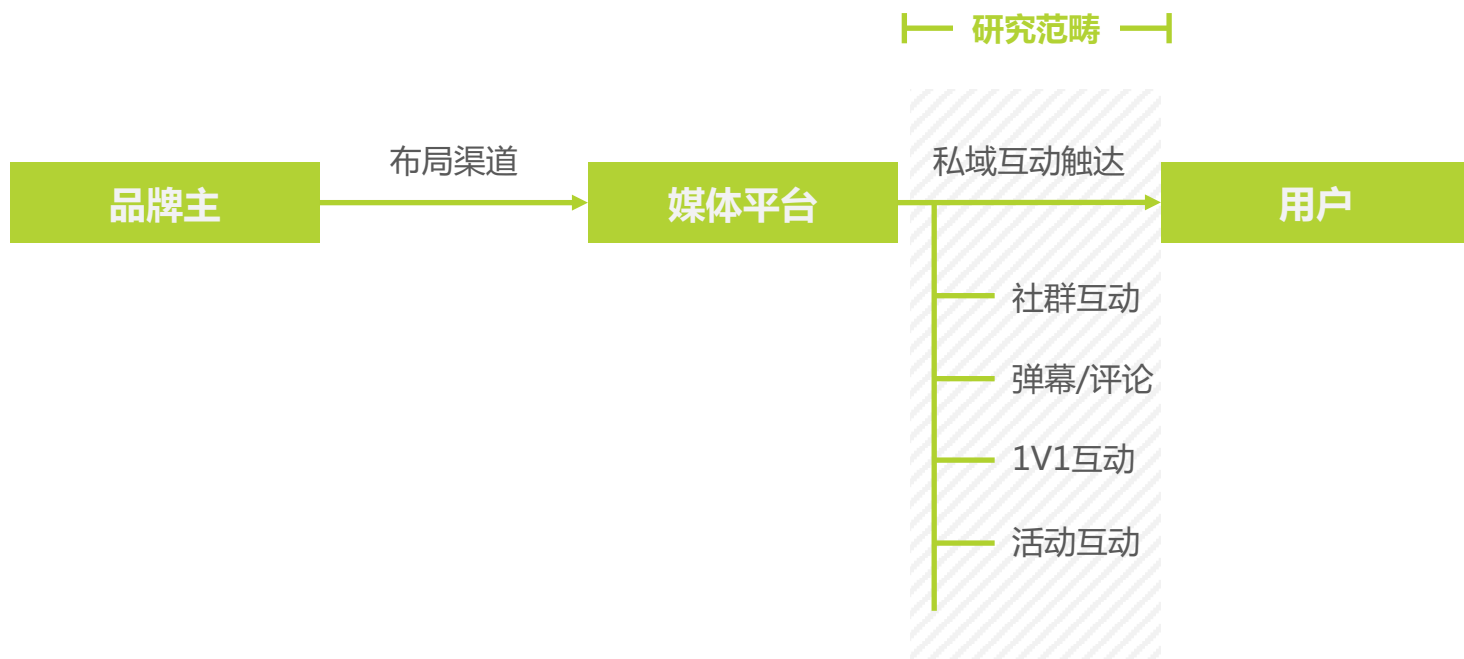 研究范畴
布局渠道
私域互动触达
品牌主
媒体平台
用户
社群互动
弹幕/评论
1V1互动
活动互动